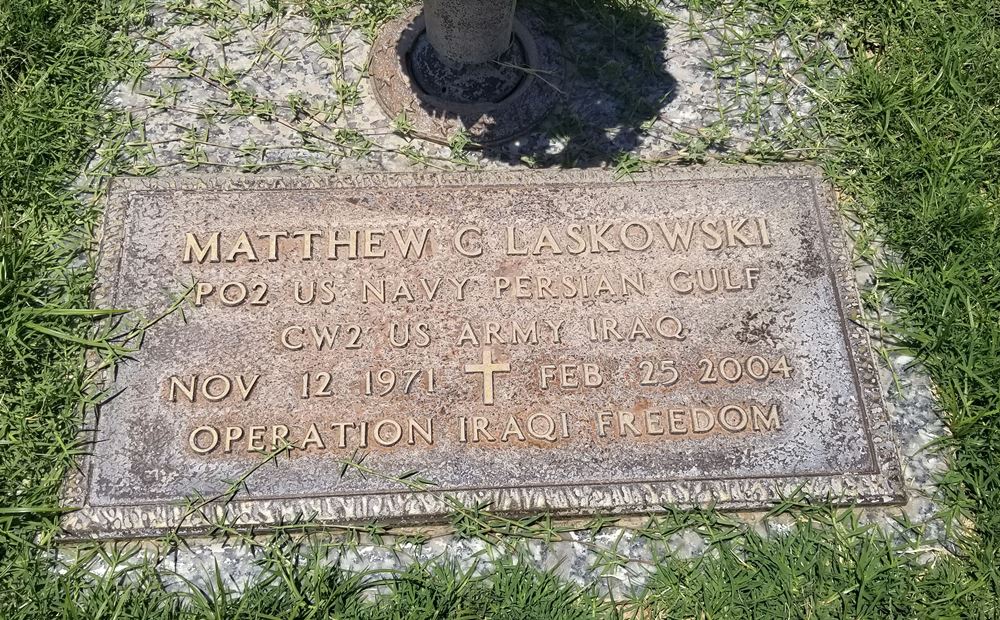 MATTHEW C LASKOWSKI
PO2 US NAVY PERSIAN GULF
CW2 US ARMY IRAQ
NOV 12 1971 FEB 25 2004
OPERATION IRAQI FREEDOM